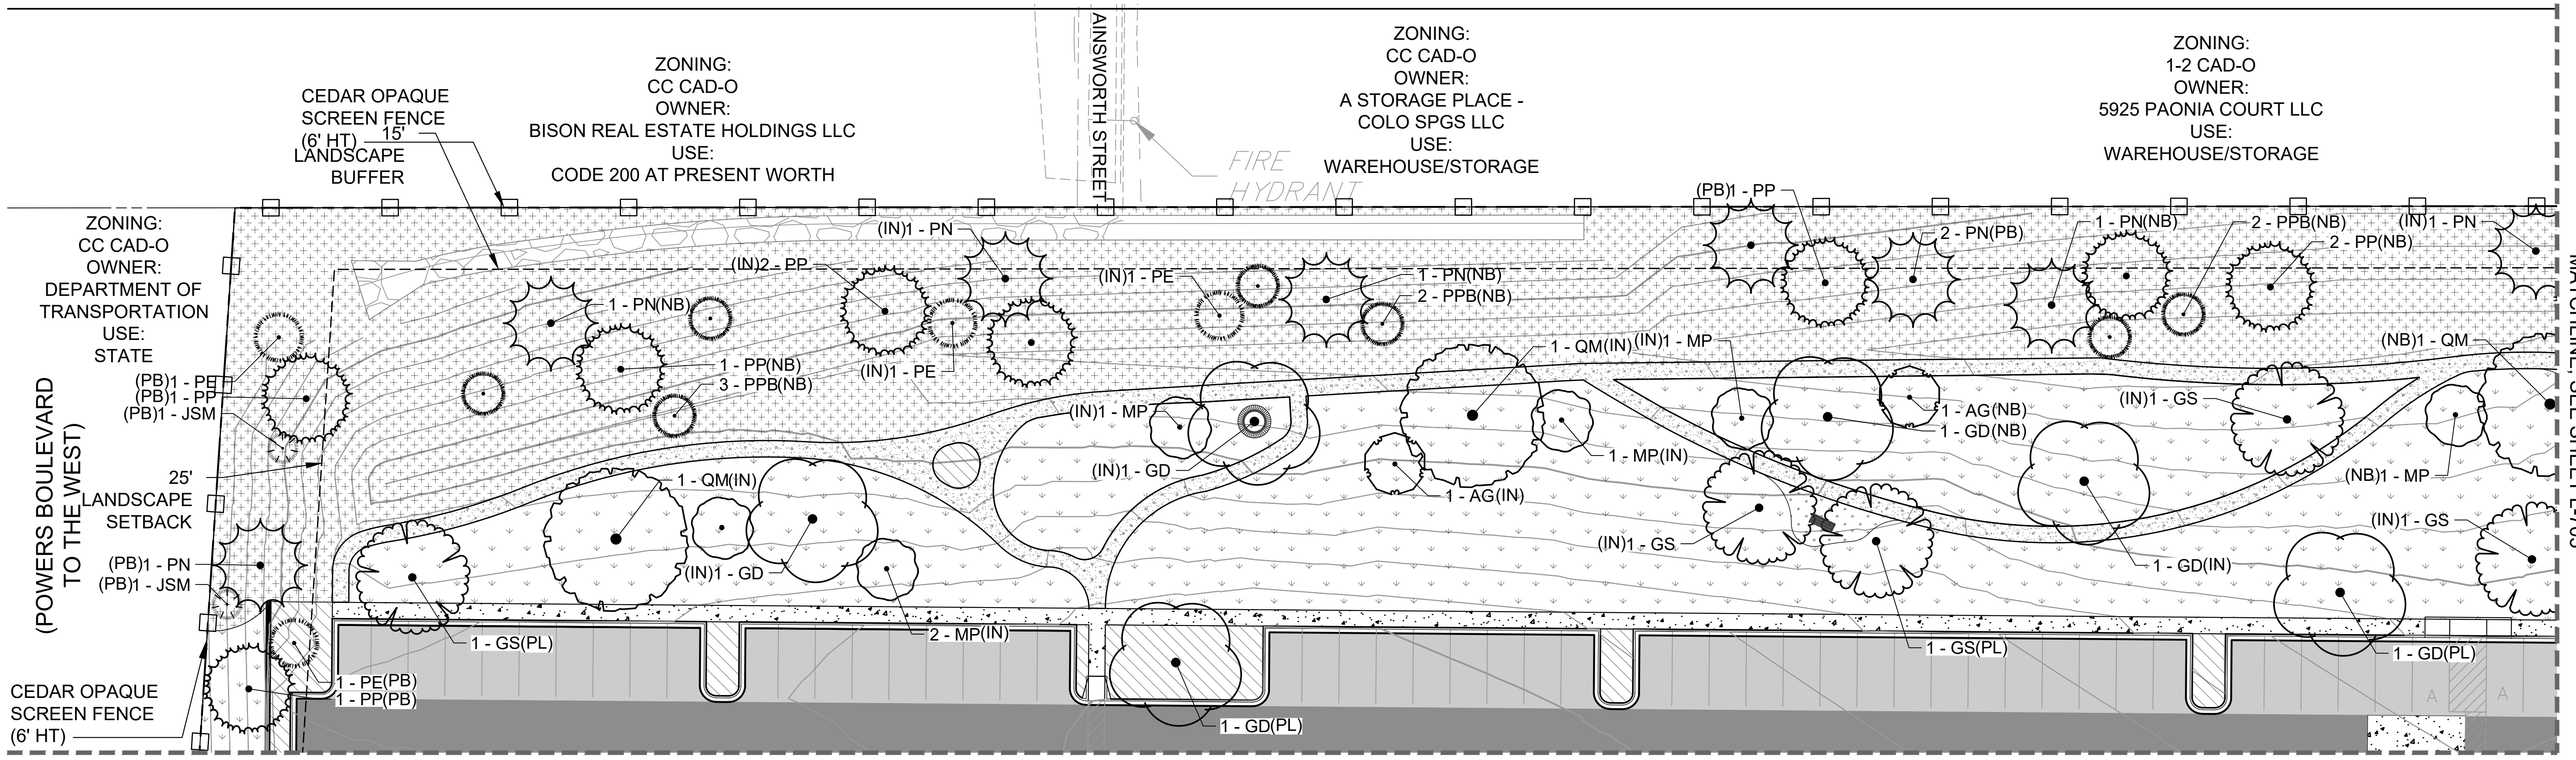 ZONING:
CC CAD-O
OWNER:
BISON REAL ESTATE HOLDINGS LLC
USE:
CODE 200 AT PRESENT WORTH
AINSWORTH STREET
ZONING:
CC CAD-O
OWNER:
A STORAGE PLACE -
COLO SPGS LLC
USE:
WAREHOUSE/STORAGE
ZONING:
1-2 CAD-O
OWNER:
5925 PAONIA COURT LLC
USE:
WAREHOUSE/STORAGE
CEDAR OPAQUE
SCREEN FENCE
(6' HT)
15'
LANDSCAPE
BUFFER
FIRE
HYDRANT
ZONING:
CC CAD-O
OWNER:
DEPARTMENT OF
TRANSPORTATION
USE:
STATE
(POWERS BOULEVARD
TO THE WEST)
(PB)1 - PP
(IN)1 - PN
2 - PN(PB)
1 - PN(NB)
2 - PPB(NB)
(IN)1 - PN
2 - PP(NB)
(IN)2 - PP
(IN)1 - PE
1 - PN(NB)
2 - PPB(NB)
1 - PN(NB)
1 - QM(IN)
(IN)1 - MP
(NB)1 - QM
1 - PP(NB)
(IN)1 - PE
3 - PPB(NB)
(PB)1 - PE
(PB)1 - PP
(PB)1 - JSM
(IN)1 - MP
1 - AG(NB)
1 - GD(NB)
(IN)1 - GS
1 - MP(IN)
(IN)1 - GD
(NB)1 - MP
25'
LANDSCAPE
SETBACK
1 - QM(IN)
1 - AG(IN)
(IN)1 - GS
(IN)1 - GS
(PB)1 - PN
(PB)1 - JSM
(IN)1 - GD
1 - GD(IN)
2 - MP(IN)
1 - GS(PL)
1 - GS(PL)
1 - GD(PL)
1 - PE(PB)
1 - PP(PB)
CEDAR OPAQUE
SCREEN FENCE
(6' HT)
1 - GD(PL)
A
A